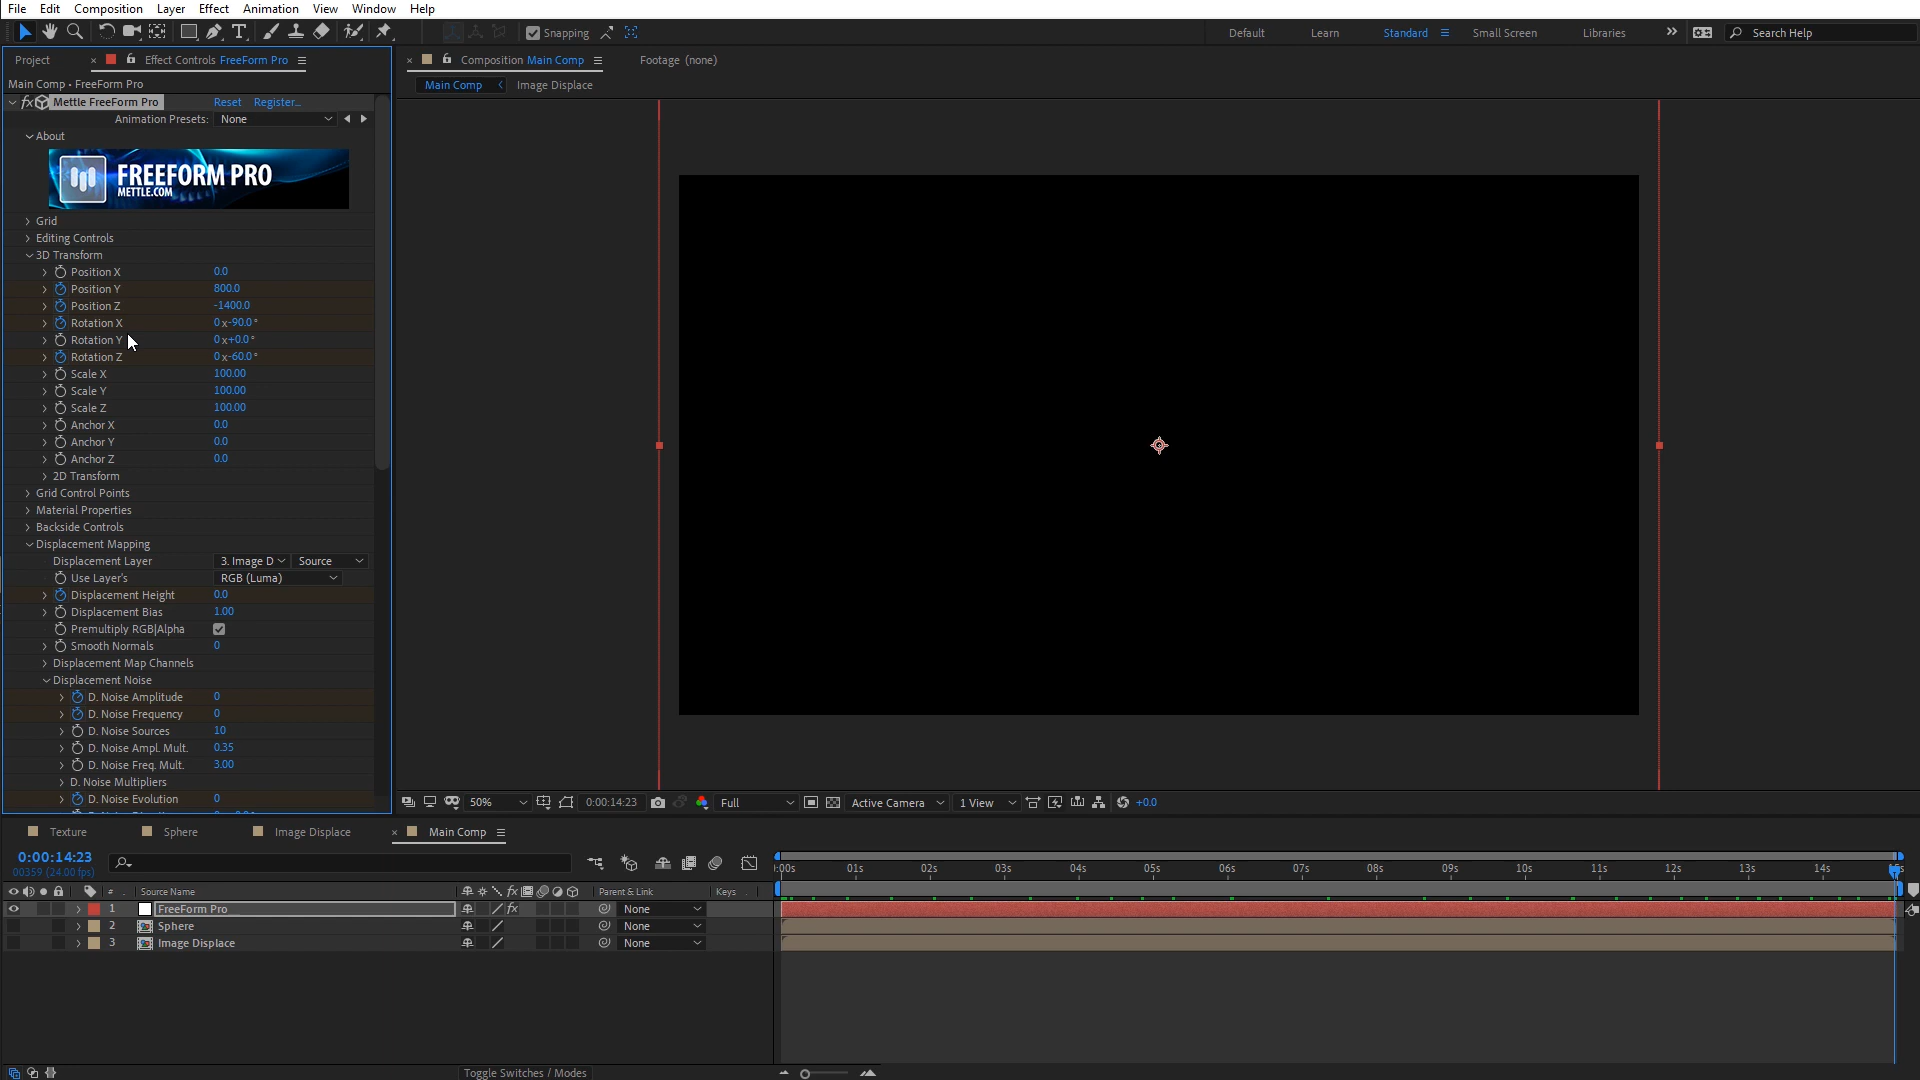 File Edit Composition Layer Effect Animation View Window Help
Snapping Default Learn Standard Small Screen Libraries Search Help
Project Effect Controls FreeForm Pro Composition Main Comp Footage (none)
Main Comp • FreeForm Pro Main Comp Image Displace
fx Mettle FreeForm Pro Reset Register...
Animation Presets: None
About
FREEFORM PRO
METTLE.COM
Grid
Editing Controls
3D Transform
Position X 0.0
Position Y 800.0
Position Z -1400.0
Rotation X 0x-90.0°
Rotation Y 0x+0.0°
Rotation Z 0x-60.0°
Scale X 100.00
Scale Y 100.00
Scale Z 100.00
Anchor X 0.0
Anchor Y 0.0
Anchor Z 0.0
2D Transform
Grid Control Points
Material Properties
Backside Controls
Displacement Mapping
Displacement Layer 3. Image D Source
Use Layer's RGB (Luma)
Displacement Height 0.0
Displacement Bias 1.00
Premultiply RGB|Alpha
Smooth Normals 0
Displacement Map Channels
Displacement Noise
D. Noise Amplitude 0
D. Noise Frequency 0
D. Noise Sources 10
D. Noise Ampl. Mult. 0.35
D. Noise Freq. Mult. 3.00
D. Noise Multipliers
D. Noise Evolution 0
50% 0:00:14:23 Full Active Camera 1 View +0.0
Texture Sphere Image Displace Main Comp
0:00:14:23
00359 (24.00 fps)
:00s 01s 02s 03s 04s 05s 06s 07s 08s 09s 10s 11s 12s 13s 14s
# Source Name fx Parent & Link Keys
1 FreeForm Pro fx None
2 Sphere None
3 Image Displace None
Toggle Switches / Modes